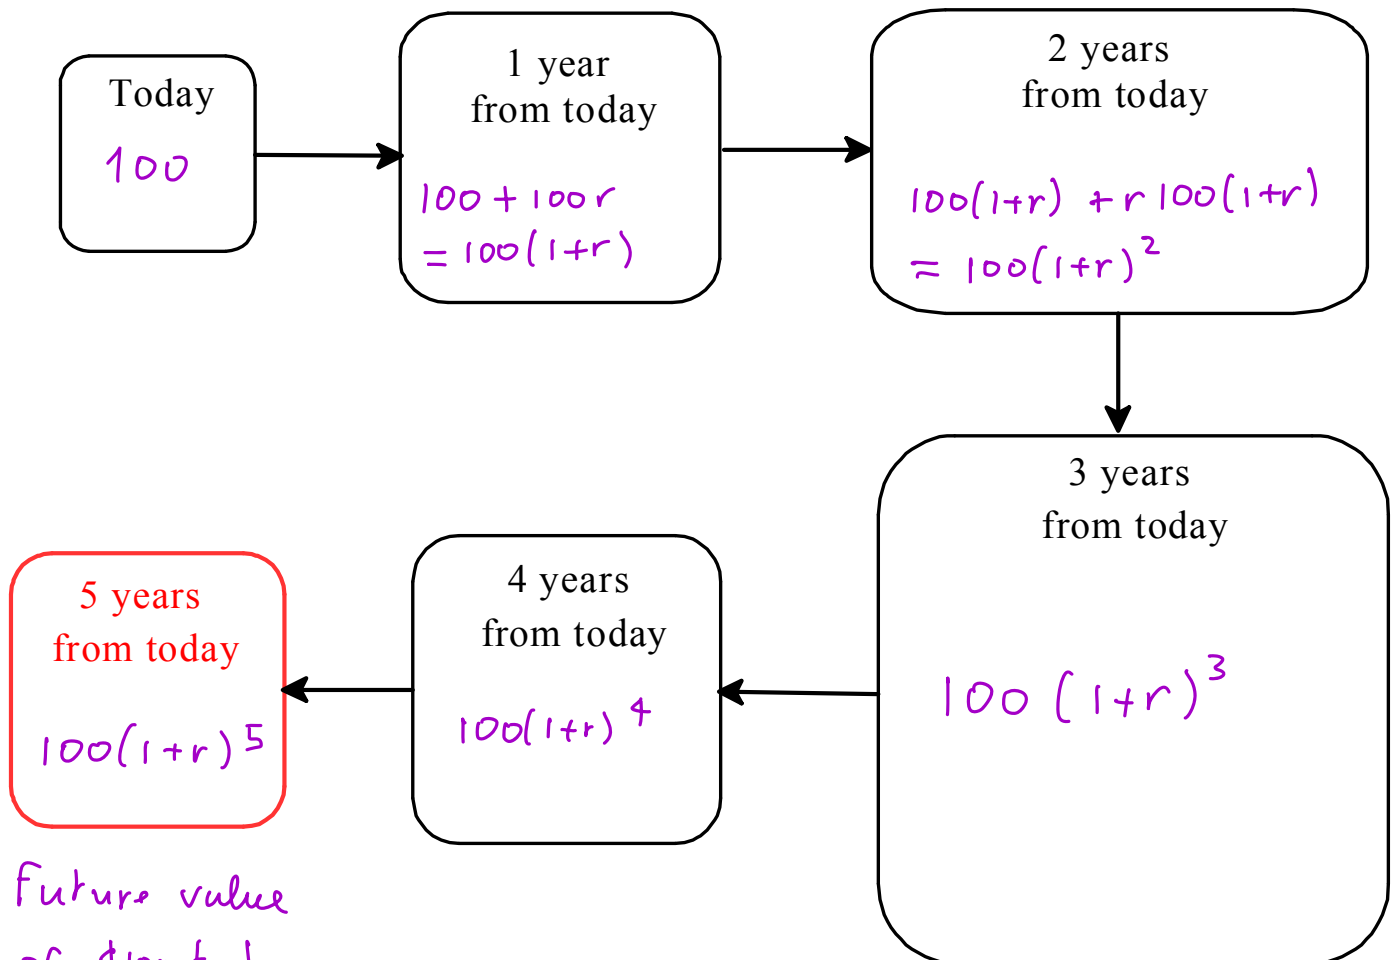 Today
100
1 year
from today
100 + 100r
= 100(1+r)
2 years
from today
100(1+r) + r 100(1+r)
= 100(1+r)²
3 years
from today
100 (1+r)³
4 years
from today
100(1+r)⁴
5 years
from today
100(1+r)⁵
Future value
of